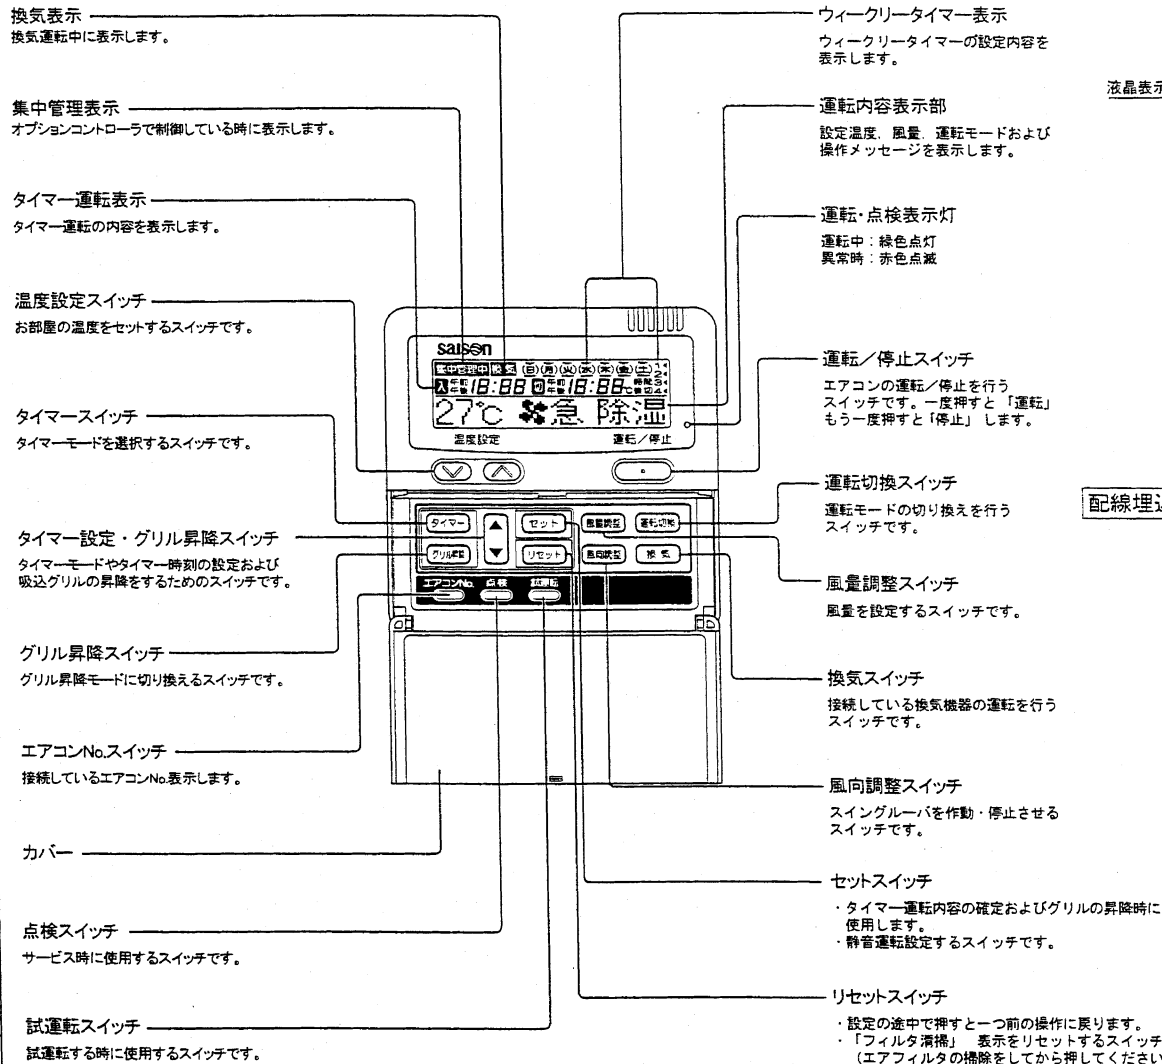 換気表示
換気運転中に表示します。
集中管理表示
オプションコントローラで制御している時に表示します。
タイマー運転表示
タイマー運転の内容を表示します。
温度設定スイッチ
お部屋の温度をセットするスイッチです。
タイマースイッチ
タイマーモードを選択するスイッチです。
タイマー設定・グリル昇降スイッチ
タイマーモードやタイマー時刻の設定および
吸込グリルの昇降をするためのスイッチです。
グリル昇降スイッチ
グリル昇降モードに切り換えるスイッチです。
エアコンNo.スイッチ
接続しているエアコンNo.表示します。
カバー
点検スイッチ
サービス時に使用するスイッチです。
試運転スイッチ
試運転する時に使用するスイッチです。
saison
集中管理中 換気 日 月 火 水 木 金 土 1
2
入 午前 18:88 切 午前 18:88 時間 3
午後 午後 ℃ 後切 4
27℃ 急 除湿
温度設定 運転/停止
タイマー セット 風量調整 運転切換
グリル昇降 リセット 風向調整 換気
エアコンNo. 点検 試運転
ウィークリータイマー表示
ウィークリータイマーの設定内容を
表示します。
運転内容表示部
設定温度、風量、運転モードおよび
操作メッセージを表示します。
運転・点検表示灯
運転中:緑色点灯
異常時:赤色点滅
運転/停止スイッチ
エアコンの運転/停止を行う
スイッチです。一度押すと「運転」
もう一度押すと「停止」します。
運転切換スイッチ
運転モードの切り換えを行う
スイッチです。
風量調整スイッチ
風量を設定するスイッチです。
換気スイッチ
接続している換気機器の運転を行う
スイッチです。
風向調整スイッチ
スイングルーバを作動・停止させる
スイッチです。
セットスイッチ
・タイマー運転内容の確定およびグリルの昇降時に
使用します。
・静音運転設定するスイッチです。
リセットスイッチ
・設定の途中で押すと一つ前の操作に戻ります。
・「フィルタ清掃」 表示をリセットするスイッチ
(エアフィルタの掃除をしてから押してください
液晶表示
配線埋込